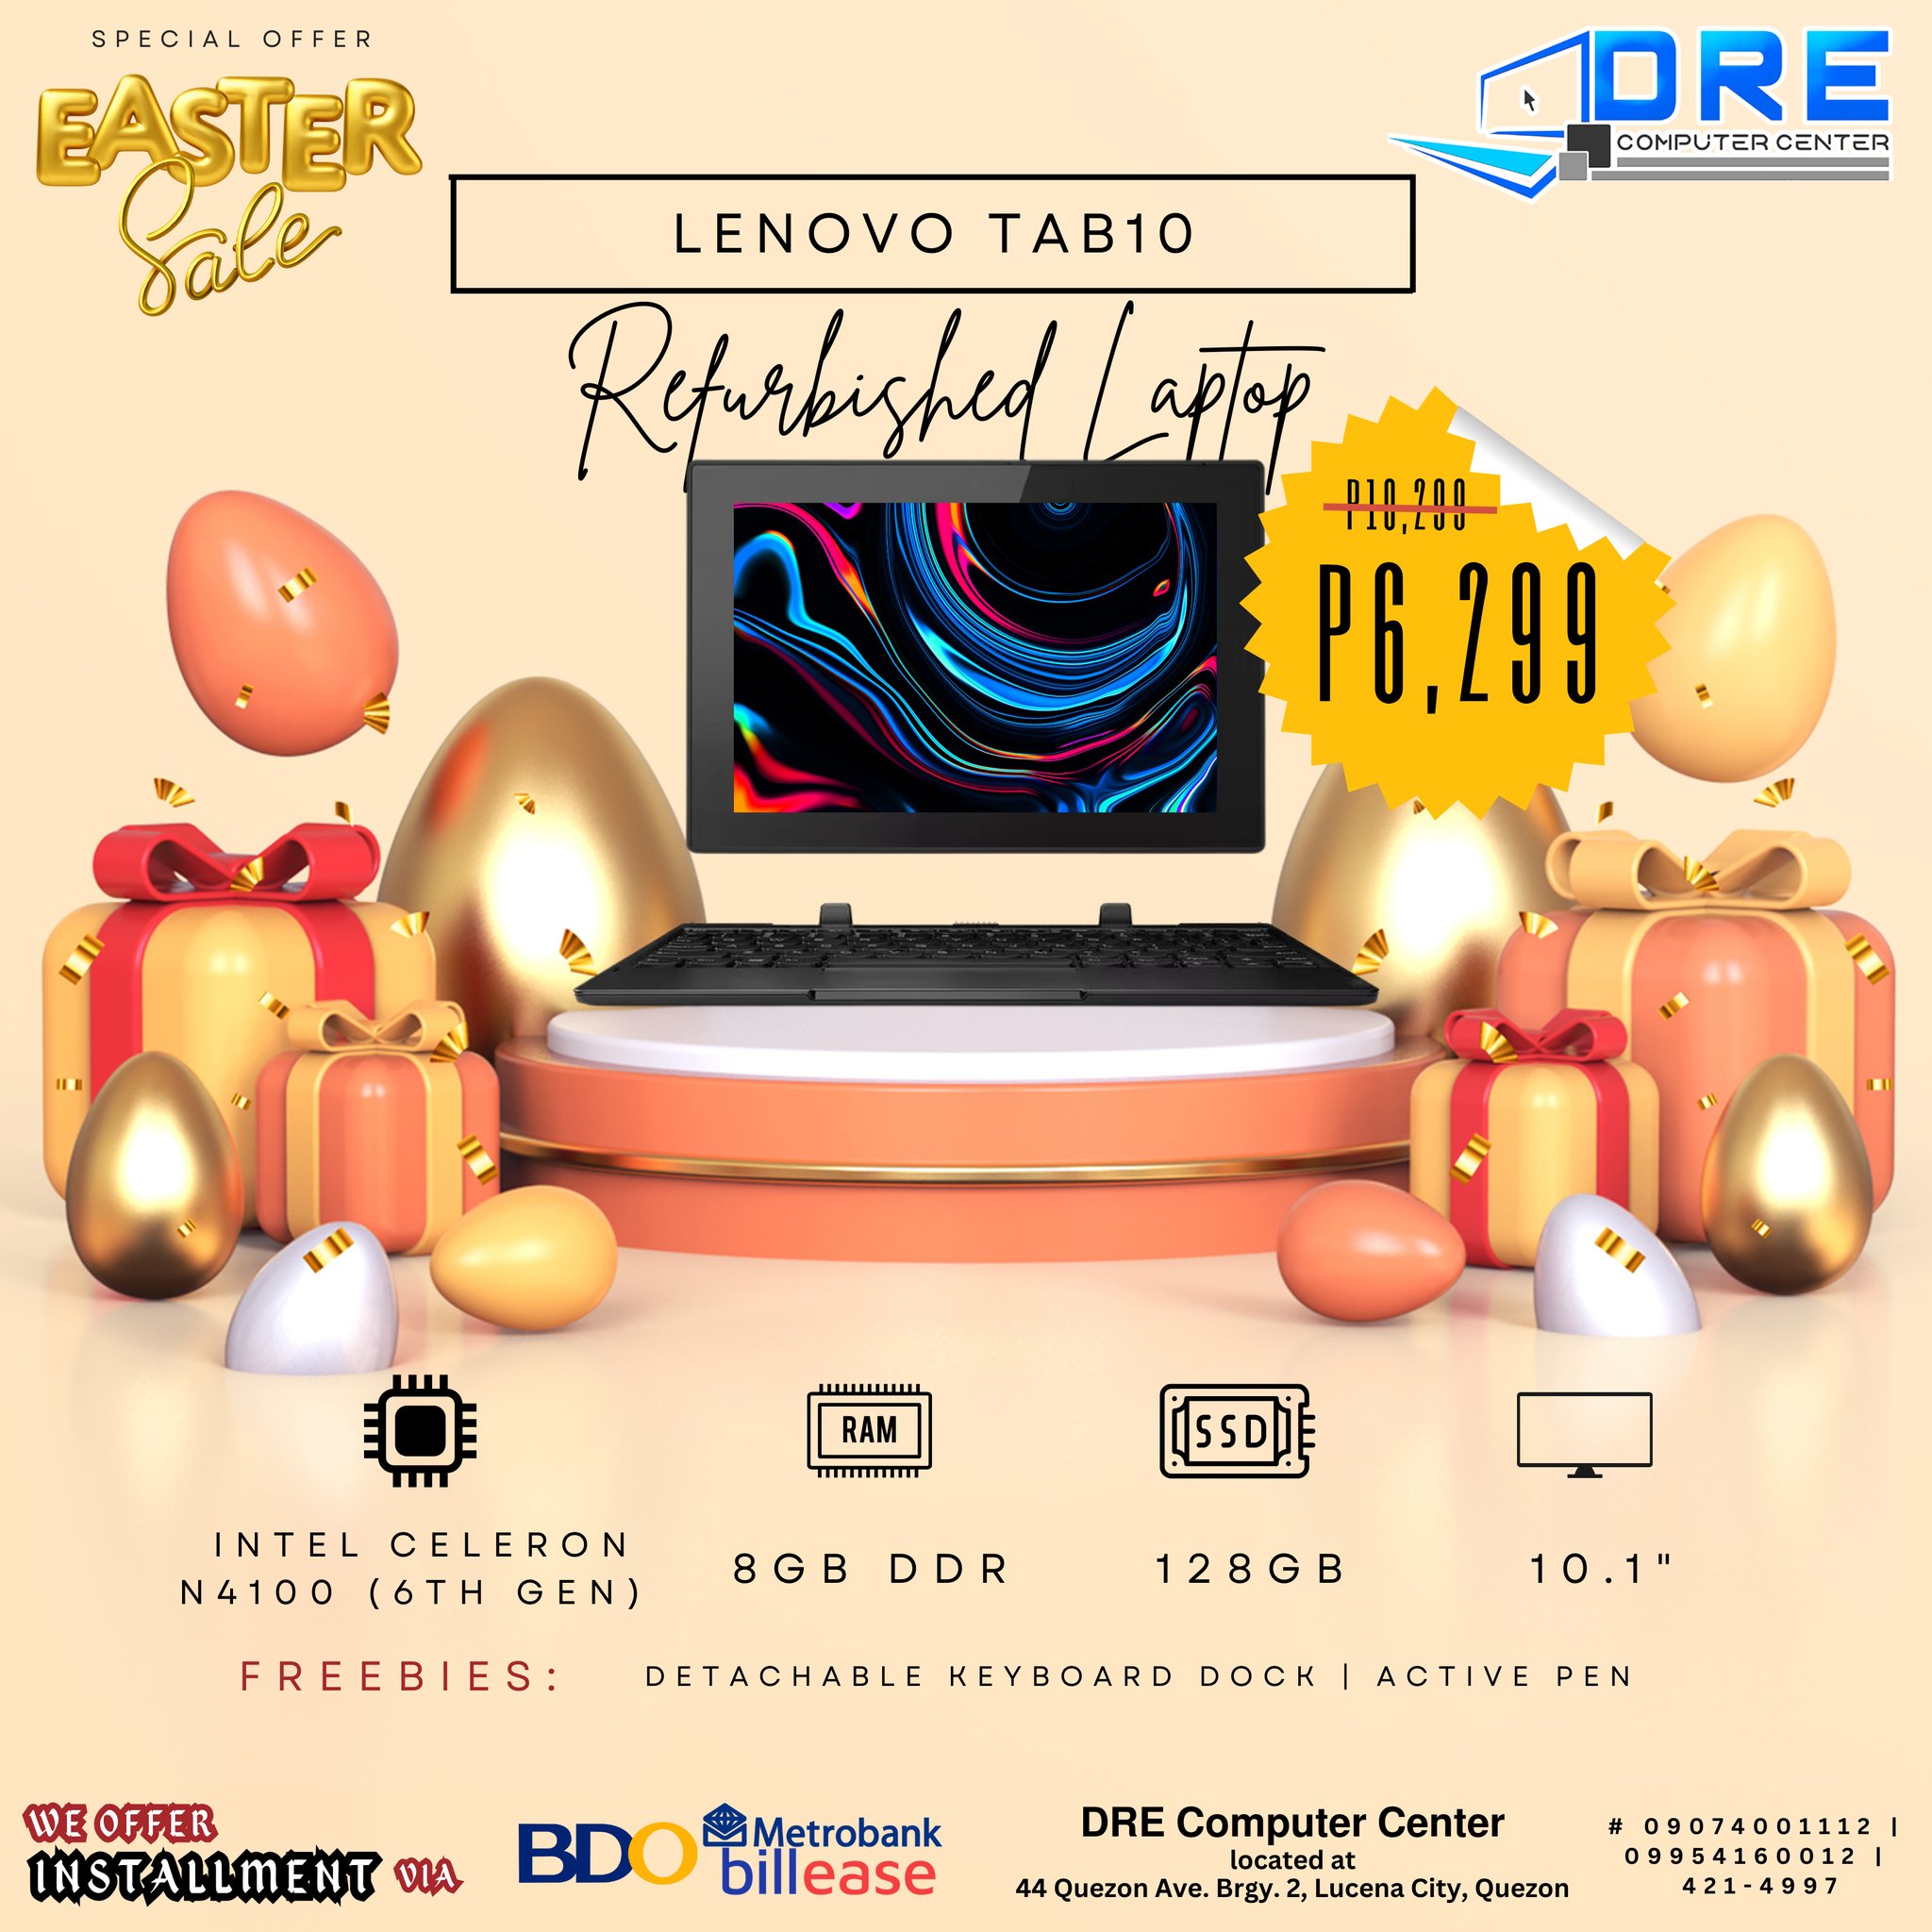 SPECIAL OFFER
EASTER
Sale
DRE
COMPUTER CENTER
LENOVO TAB10
Refurbished Laptop
P10,299
P6,299
RAM
SSD
INTEL CELERON
N4100 (6TH GEN)
8GB DDR
128GB
10.1"
FREEBIES:
DETACHABLE KEYBOARD DOCK | ACTIVE PEN
WE OFFER
INSTALLMENT VIA
BDO
Metrobank
billease
DRE Computer Center
located at
44 Quezon Ave. Brgy. 2, Lucena City, Quezon
# 09074001112 |
09954160012 |
421-4997